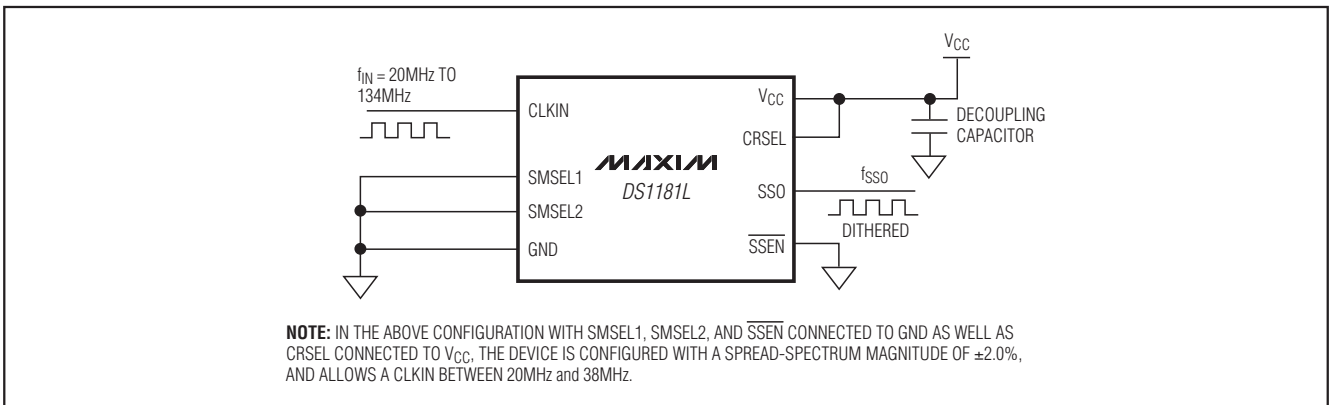 f_IN = 20MHz TO
134MHz
CLKIN
SMSEL1
SMSEL2
GND
MAXIM
DS1181L
V_CC
CRSEL
SSO
SSEN
V_CC
DECOUPLING
CAPACITOR
f_SSO
DITHERED
NOTE: IN THE ABOVE CONFIGURATION WITH SMSEL1, SMSEL2, AND SSEN CONNECTED TO GND AS WELL AS
CRSEL CONNECTED TO V_CC, THE DEVICE IS CONFIGURED WITH A SPREAD-SPECTRUM MAGNITUDE OF ±2.0%,
AND ALLOWS A CLKIN BETWEEN 20MHz and 38MHz.